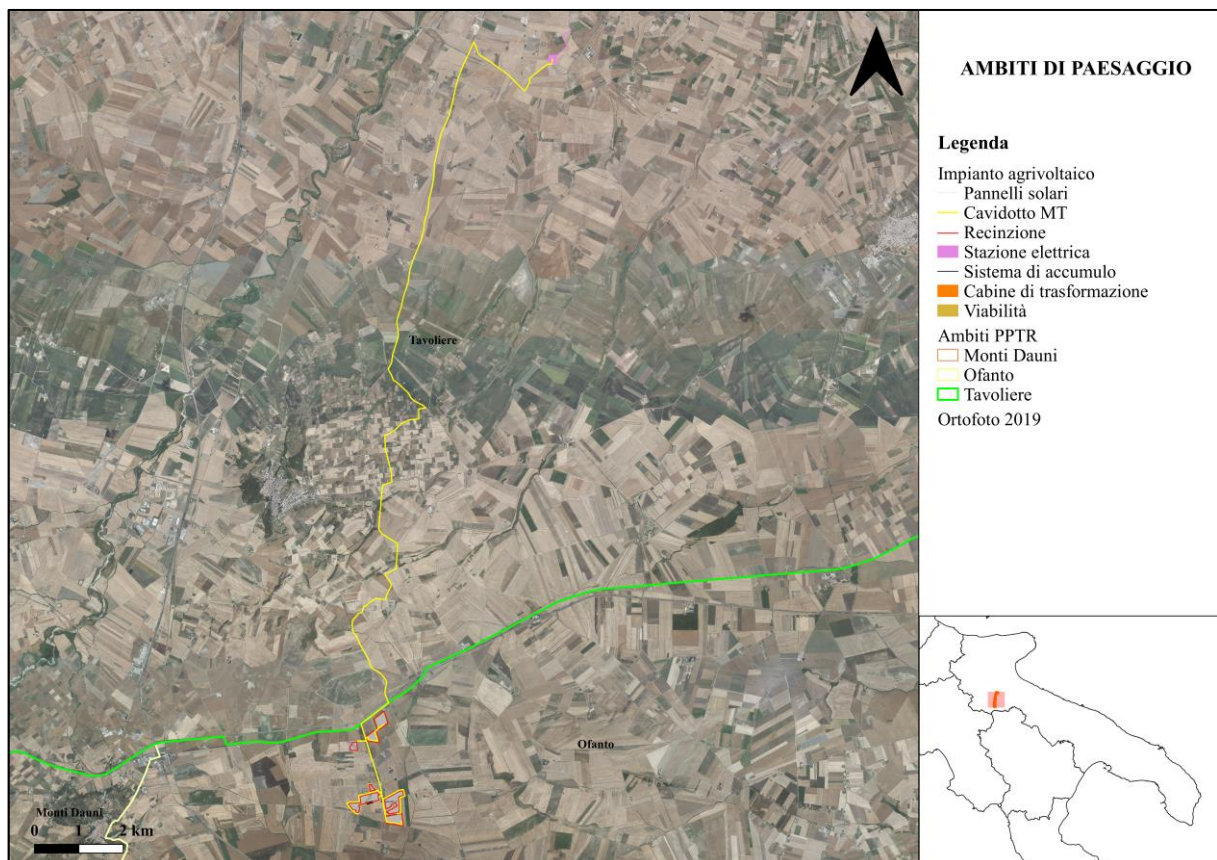 AMBITI DI PAESAGGIO
Legenda
Impianto agrivoltaico
Pannelli solari
Cavidotto MT
Recinzione
Stazione elettrica
Sistema di accumulo
Cabine di trasformazione
Viabilità
Ambiti PPTR
Monti Dauni
Ofanto
Tavoliere
Ortofoto 2019
Tavoliere
Ofanto
Monti Dauni
0 1 2 km